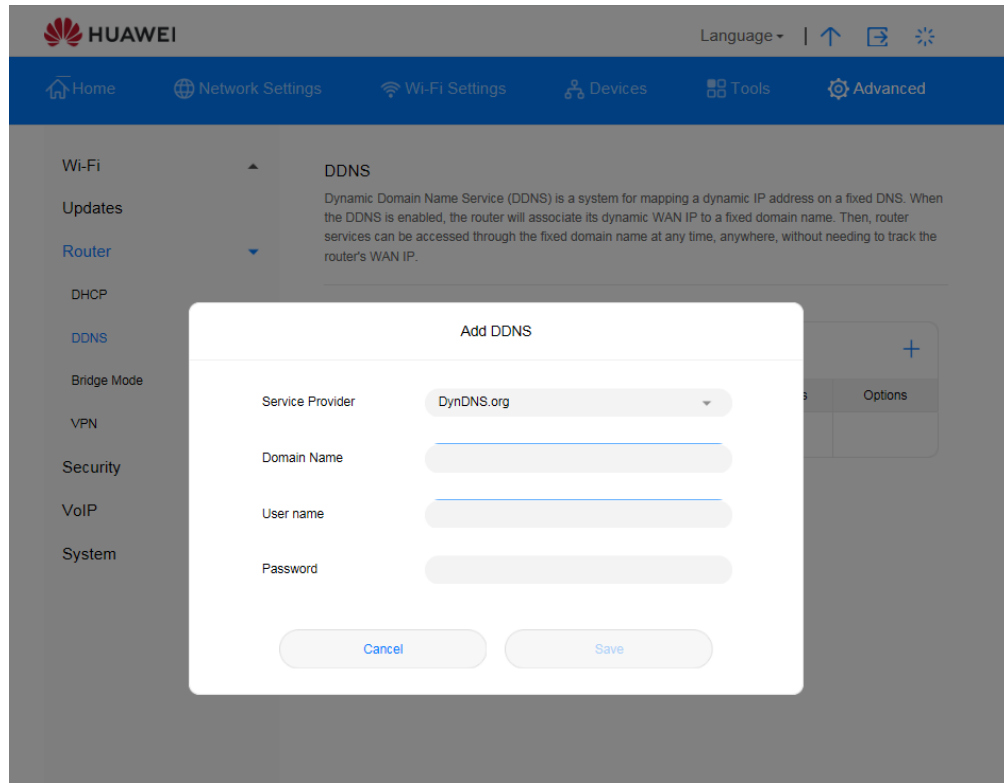 HUAWEI
Language
Home
Network Settings
Wi-Fi Settings
Devices
Tools
Advanced
Wi-Fi
Updates
Router
DHCP
DDNS
Bridge Mode
VPN
Security
VoIP
System
DDNS
Dynamic Domain Name Service (DDNS) is a system for mapping a dynamic IP address on a fixed DNS. When
the DDNS is enabled, the router will associate its dynamic WAN IP to a fixed domain name. Then, router
services can be accessed through the fixed domain name at any time, anywhere, without needing to track the
router's WAN IP.
Options
Add DDNS
Service Provider
DynDNS.org
Domain Name
User name
Password
Cancel
Save